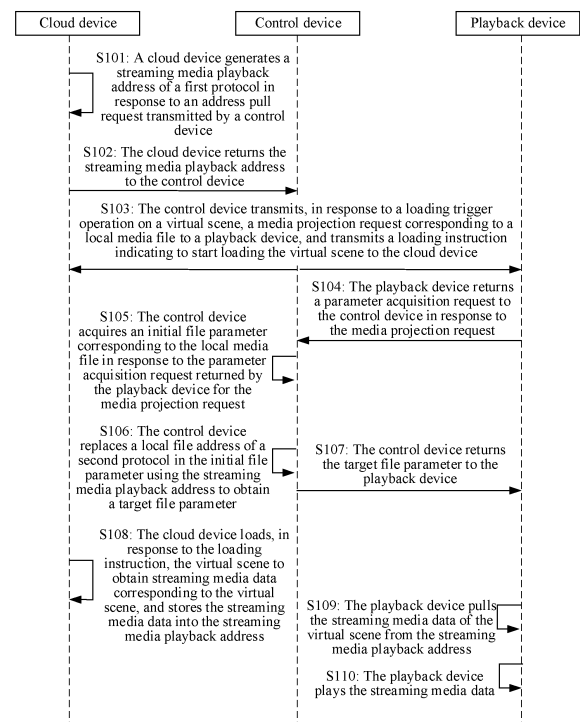 Cloud device
Control device
Playback device
S101: A cloud device generates a
streaming media playback
address of a first protocol in
response to an address pull
request transmitted by a control
device
S102: The cloud device returns the
streaming media playback address
to the control device
S103: The control device transmits, in response to a loading trigger
operation on a virtual scene, a media projection request corresponding to a
local media file to a playback device, and transmits a loading instruction
indicating to start loading the virtual scene to the cloud device
S104: The playback device returns
a parameter acquisition request to
the control device in response to
the media projection request
S105: The control device
acquires an initial file parameter
corresponding to the local media
file in response to the parameter
acquisition request returned by
the playback device for the
media projection request
S106: The control device
replaces a local file address of a
second protocol in the initial file
parameter using the streaming
media playback address to obtain
a target file parameter
S107: The control device returns
the target file parameter to the
playback device
S108: The cloud device loads, in
response to the loading
instruction, the virtual scene to
obtain streaming media data
corresponding to the virtual
scene, and stores the streaming
media data into the streaming
media playback address
S109: The playback device pulls
the streaming media data of the
virtual scene from the streaming
media playback address
S110: The playback device
plays the streaming media data